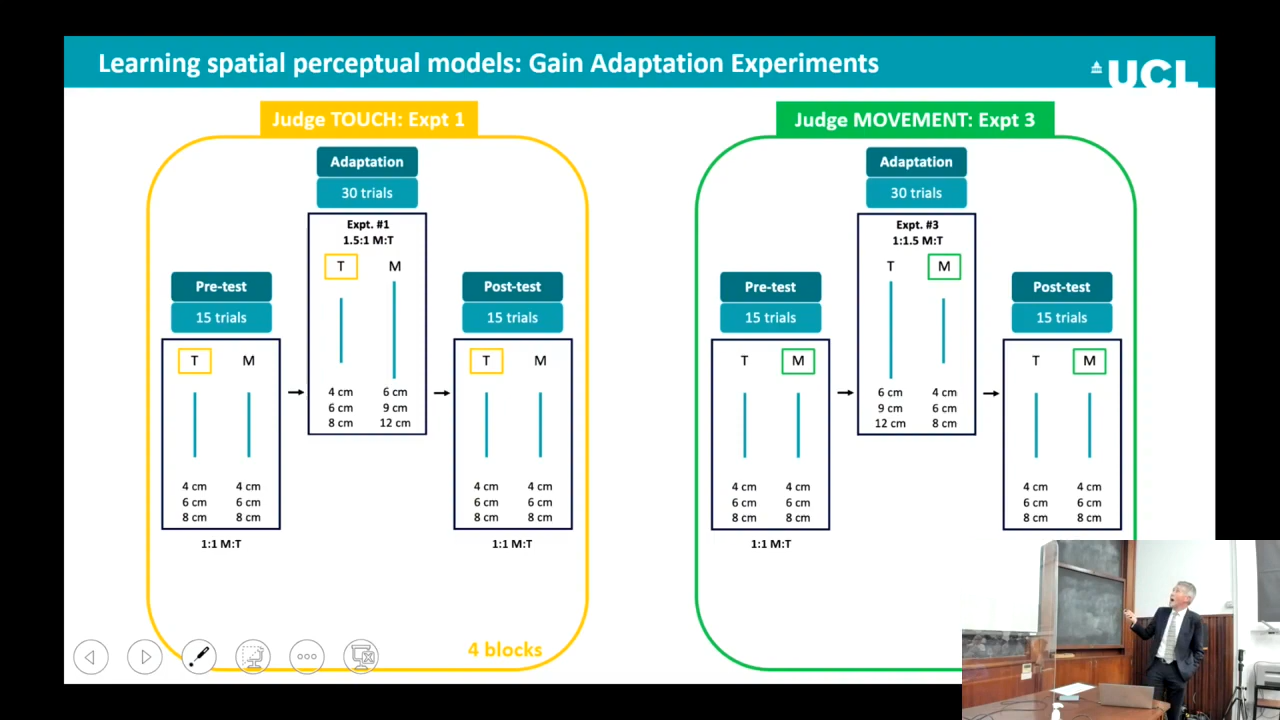 Learning spatial perceptual models: Gain Adaptation Experiments
UCL
Judge TOUCH: Expt 1
Adaptation
30 trials
Expt. #1
1.5:1 M:T
T M
4 cm 6 cm
6 cm 9 cm
8 cm 12 cm
Pre-test
15 trials
T M
4 cm 4 cm
6 cm 6 cm
8 cm 8 cm
1:1 M:T
Post-test
15 trials
T M
4 cm 4 cm
6 cm 6 cm
8 cm 8 cm
1:1 M:T
4 blocks
Judge MOVEMENT: Expt 3
Adaptation
30 trials
Expt. #3
1:1.5 M:T
T M
6 cm 4 cm
9 cm 6 cm
12 cm 8 cm
Pre-test
15 trials
T M
4 cm 4 cm
6 cm 6 cm
8 cm 8 cm
1:1 M:T
Post-test
15 trials
T M
4 cm 4 cm
6 cm 6 cm
8 cm 8 cm